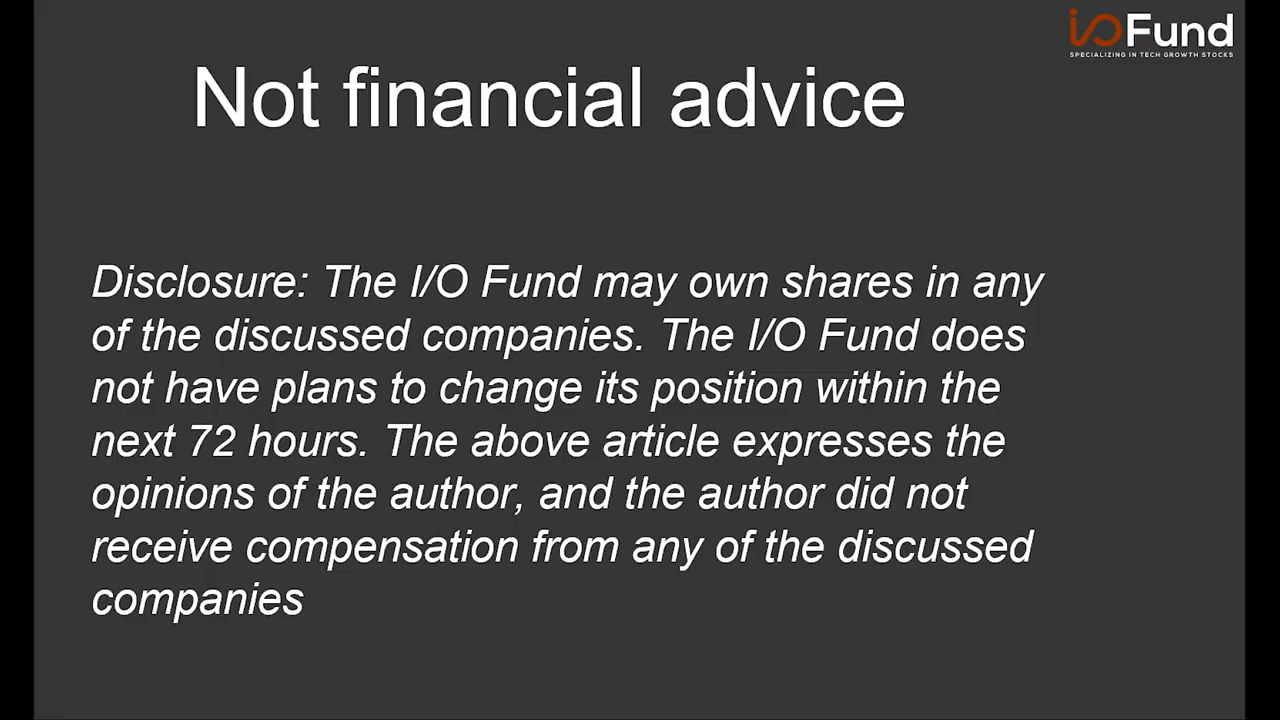 i/o Fund
SPECIALIZING IN TECH GROWTH STOCKS
Not financial advice
Disclosure: The I/O Fund may own shares in any
of the discussed companies. The I/O Fund does
not have plans to change its position within the
next 72 hours. The above article expresses the
opinions of the author, and the author did not
receive compensation from any of the discussed
companies